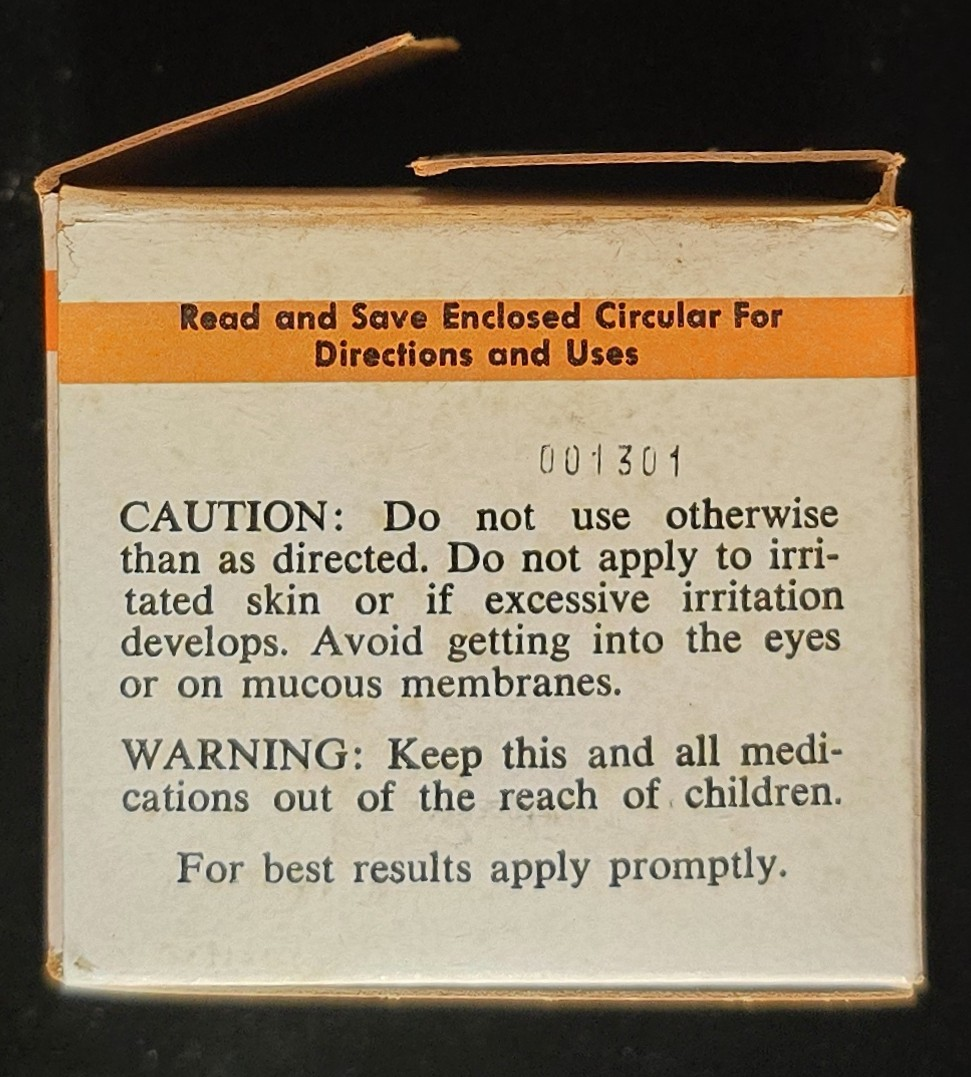 Read and Save Enclosed Circular For
Directions and Uses
001301
CAUTION: Do not use otherwise
than as directed. Do not apply to irri-
tated skin or if excessive irritation
develops. Avoid getting into the eyes
or on mucous membranes.
WARNING: Keep this and all medi-
cations out of the reach of children.
For best results apply promptly.